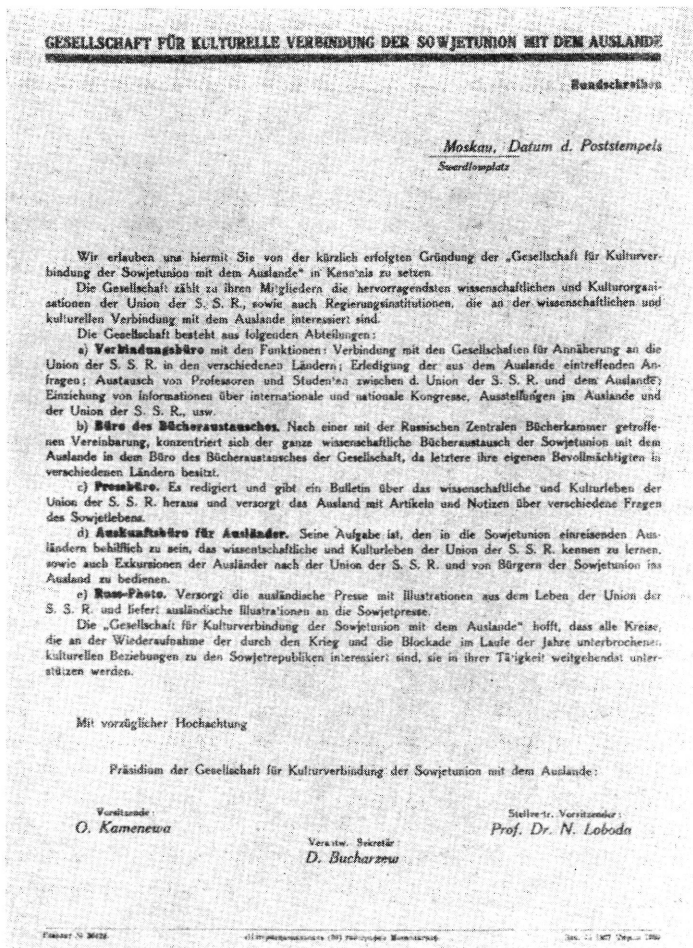 GESELLSCHAFT FÜR KULTURELLE VERBINDUNG DER SOWJETUNION MIT DEM AUSLANDE
Rundschreiben
Moskau, Datum d. Poststempels
Swerdlowplatz
Wir erlauben uns hiermit Sie von der kürzlich erfolgten Gründung der „Gesellschaft für Kulturver-
bindung der Sowjetunion mit dem Auslande“ in Kenntnis zu setzen.
Die Gesellschaft zählt zu ihren Mitgliedern die hervorragendsten wissenschaftlichen und Kulturorgani-
sationen der Union der S. S. R., sowie auch Regierungsinstitutionen, die an der wissenschaftlichen und
kulturellen Verbindung mit dem Auslande interessiert sind.
Die Gesellschaft besteht aus folgenden Abteilungen:
a) Verbindungsbüro mit den Funktionen: Verbindung mit den Gesellschaften für Annäherung an die
Union der S. S. R. in den verschiedenen Ländern; Erledigung der aus dem Auslande eintreffenden An-
fragen; Austausch von Professoren und Studenten zwischen d. Union der S. S. R. und dem Auslande;
Einziehung von Informationen über internationale und nationale Kongresse, Ausstellungen im Auslande und
der Union der S. S. R., usw.
b) Büro des Bücheraustausches. Nach einer mit der Russischen Zentralen Bücherkammer getroffe-
nen Vereinbarung, konzentriert sich der ganze wissenschaftliche Bücheraustausch der Sowjetunion mit dem
Auslande in dem Büro des Bücheraustausches der Gesellschaft, da letztere ihre eigenen Bevollmächtigten in
verschiedenen Ländern besitzt.
c) Pressbüro. Es redigiert und gibt ein Bulletin über das wissenschaftliche und Kulturleben der
Union der S. S. R. heraus und versorgt das Ausland mit Artikeln und Notizen über verschiedene Fragen
des Sowjetlebens.
d) Auskunftsbüro für Ausländer. Seine Aufgabe ist, den in die Sowjetunion einreisenden Aus-
ländern behilflich zu sein, das wissentschaftliche und Kulturleben der Union der S. S. R. kennen zu lernen,
sowie auch Exkursionen der Ausländer nach der Union der S. S. R. und von Bürgern der Sowjetunion ins
Ausland zu bedienen.
e) Russ-Photo. Versorgt die ausländische Presse mit Illustrationen aus dem Leben der Union der
S. S. R. und liefert ausländische Illustrationen an die Sowjetpresse.
Die „Gesellschaft für Kulturverbindung der Sowjetunion mit dem Auslande“ hofft, dass alle Kreise,
die an der Wiederaufnahme der durch den Krieg und die Blockade im Laufe der Jahre unterbrochenen
kulturellen Beziehungen zu den Sowjetrepubliken interessiert sind, sie in ihrer Tätigkeit weitgehendst unter-
stützen werden.
Mit vorzüglicher Hochachtung
Präsidium der Gesellschaft für Kulturverbindung der Sowjetunion mit dem Auslande:
Vorsitzende:
O. Kamenewa
Stellvertr. Vorsitzender:
Prof. Dr. N. Loboda
Verantw. Sekretär:
D. Bucharzew